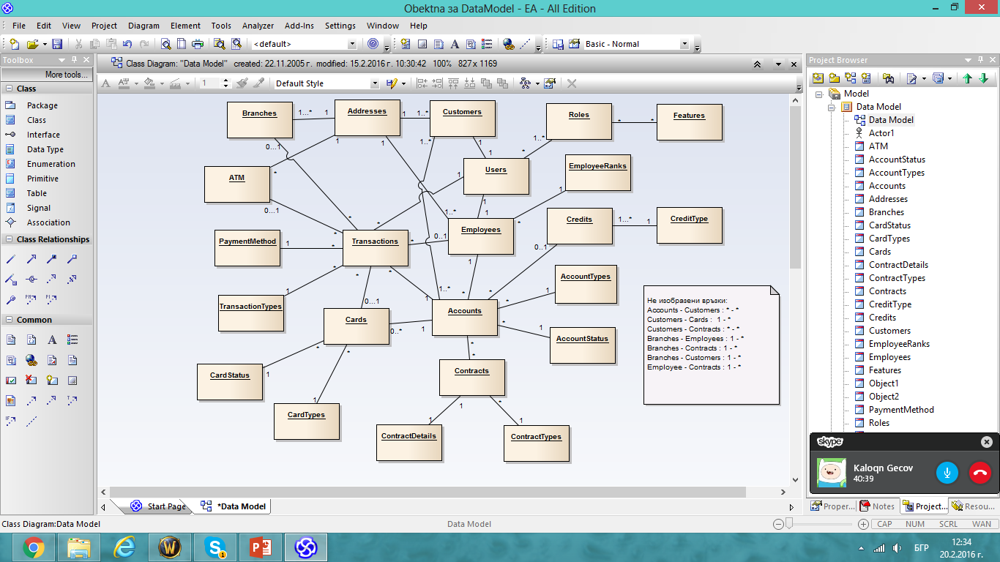 Obektna за DataModel - EA - All Edition
File Edit View Project Diagram Element Tools Analyzer Add-Ins Settings Window Help
<default>
Basic - Normal
Toolbox
More tools...
Class
Package
Class
Interface
Data Type
Enumeration
Primitive
Table
Signal
Association
Class Relationships
Common
Class Diagram: "Data Model" created: 22.11.2005 г. modified: 15.2.2016 г. 10:30:42 100% 827 x 1169
1 Default Style
Branches 1...* 1 Addresses 1 1..* Customers
Roles * * Features
0...1 1 1 1..* 1 1..*
ATM * 1 Users *
EmployeeRanks
0...1 1 1 1
* * 1..* Employees *
Credits 1...* 1 CreditType
PaymentMethod 1 * Transactions * 0..1
* * * 1 0..1
AccountTypes
TransactionTypes 1 0...1 1 1..* * * 1
Cards 0..* 1 Accounts * * 1
AccountStatus
* * *
CardStatus 1
Contracts
1 CardTypes
1 * 1 1
ContractDetails
ContractTypes
Не изобразени връзки:
Accounts - Customers : * - *
Customers - Cards : 1 - *
Customers - Contracts : * - *
Branches - Employees : 1 - *
Branches - Contracts : 1 - *
Branches - Customers : 1 - *
Employee - Contracts : 1 - *
Start Page *Data Model
Project Browser
Model
Data Model
Data Model
Actor1
ATM
AccountStatus
AccountTypes
Accounts
Addresses
Branches
CardStatus
CardTypes
Cards
ContractDetails
ContractTypes
Contracts
CreditType
Credits
Customers
EmployeeRanks
Employees
Features
Object1
Object2
PaymentMethod
Roles
skype
Kaloqn Gecov
40:39
Proper... Notes Project... Resou...
Class Diagram:Data Model Data Model CAP NUM SCRL WAN
БГР
12:34
20.2.2016 г.